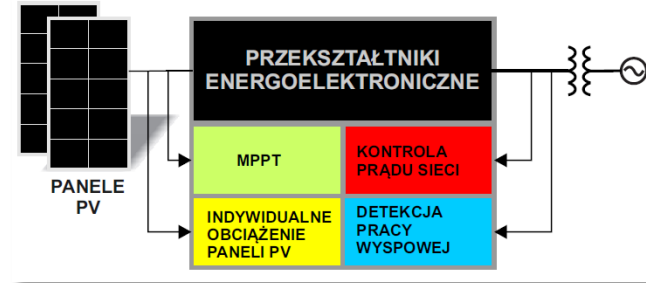 PRZEKSZTAŁTNIKI
ENERGOELEKTRONICZNE
MPPT
KONTROLA
PRĄDU SIECI
PANELE
PV
INDYWIDUALNE
OBCIĄŻENIE
PANELI PV
DETEKCJA
PRACY
WYSPOWEJ